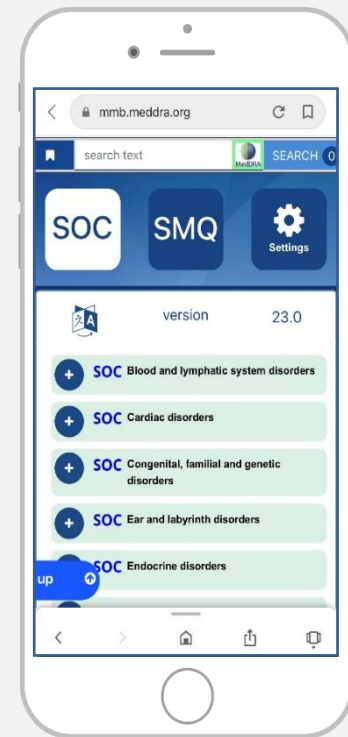 mmb.meddra.org
search text MedDRA SEARCH 0
SOC SMQ Settings
文A version 23.0
+ SOC Blood and lymphatic system disorders
+ SOC Cardiac disorders
+ SOC Congenital, familial and genetic
disorders
+ SOC Ear and labyrinth disorders
+ SOC Endocrine disorders
up